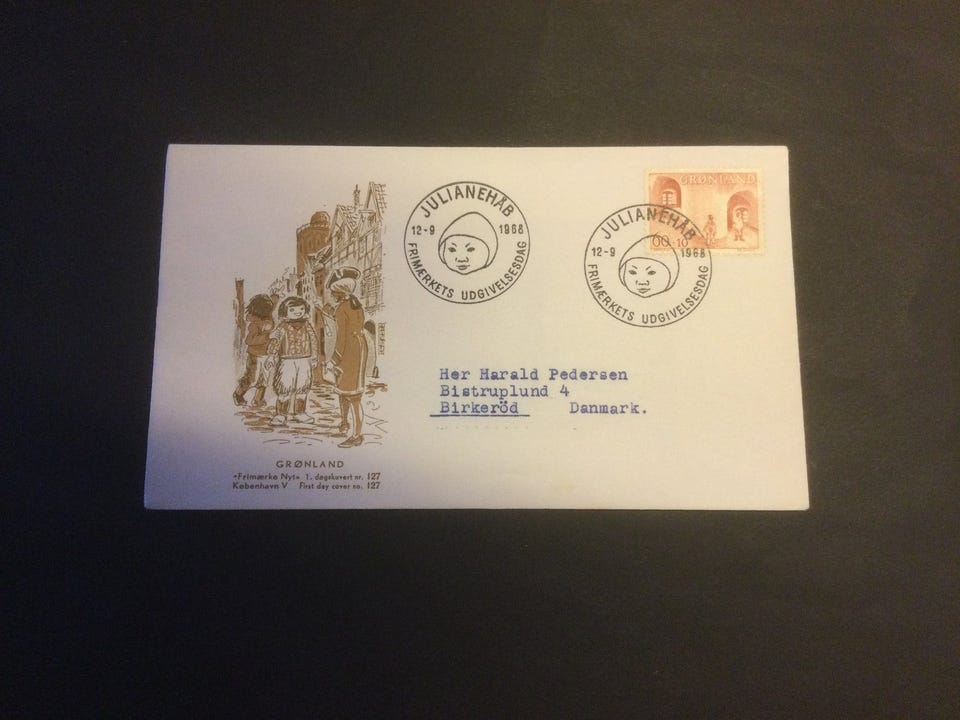 JULIANEHÅB
12-9 1968
FRIMÆRKETS UDGIVELSESDAG
GRØNLAND
60+10
JULIANEHÅB
12-9 1968
FRIMÆRKETS UDGIVELSESDAG
Her Harald Pedersen
Bistruplund 4
Birkeröd Danmark.
GRØNLAND
»Frimærke Nyt« 1. dagskuvert nr. 127
København V First day cover no. 127